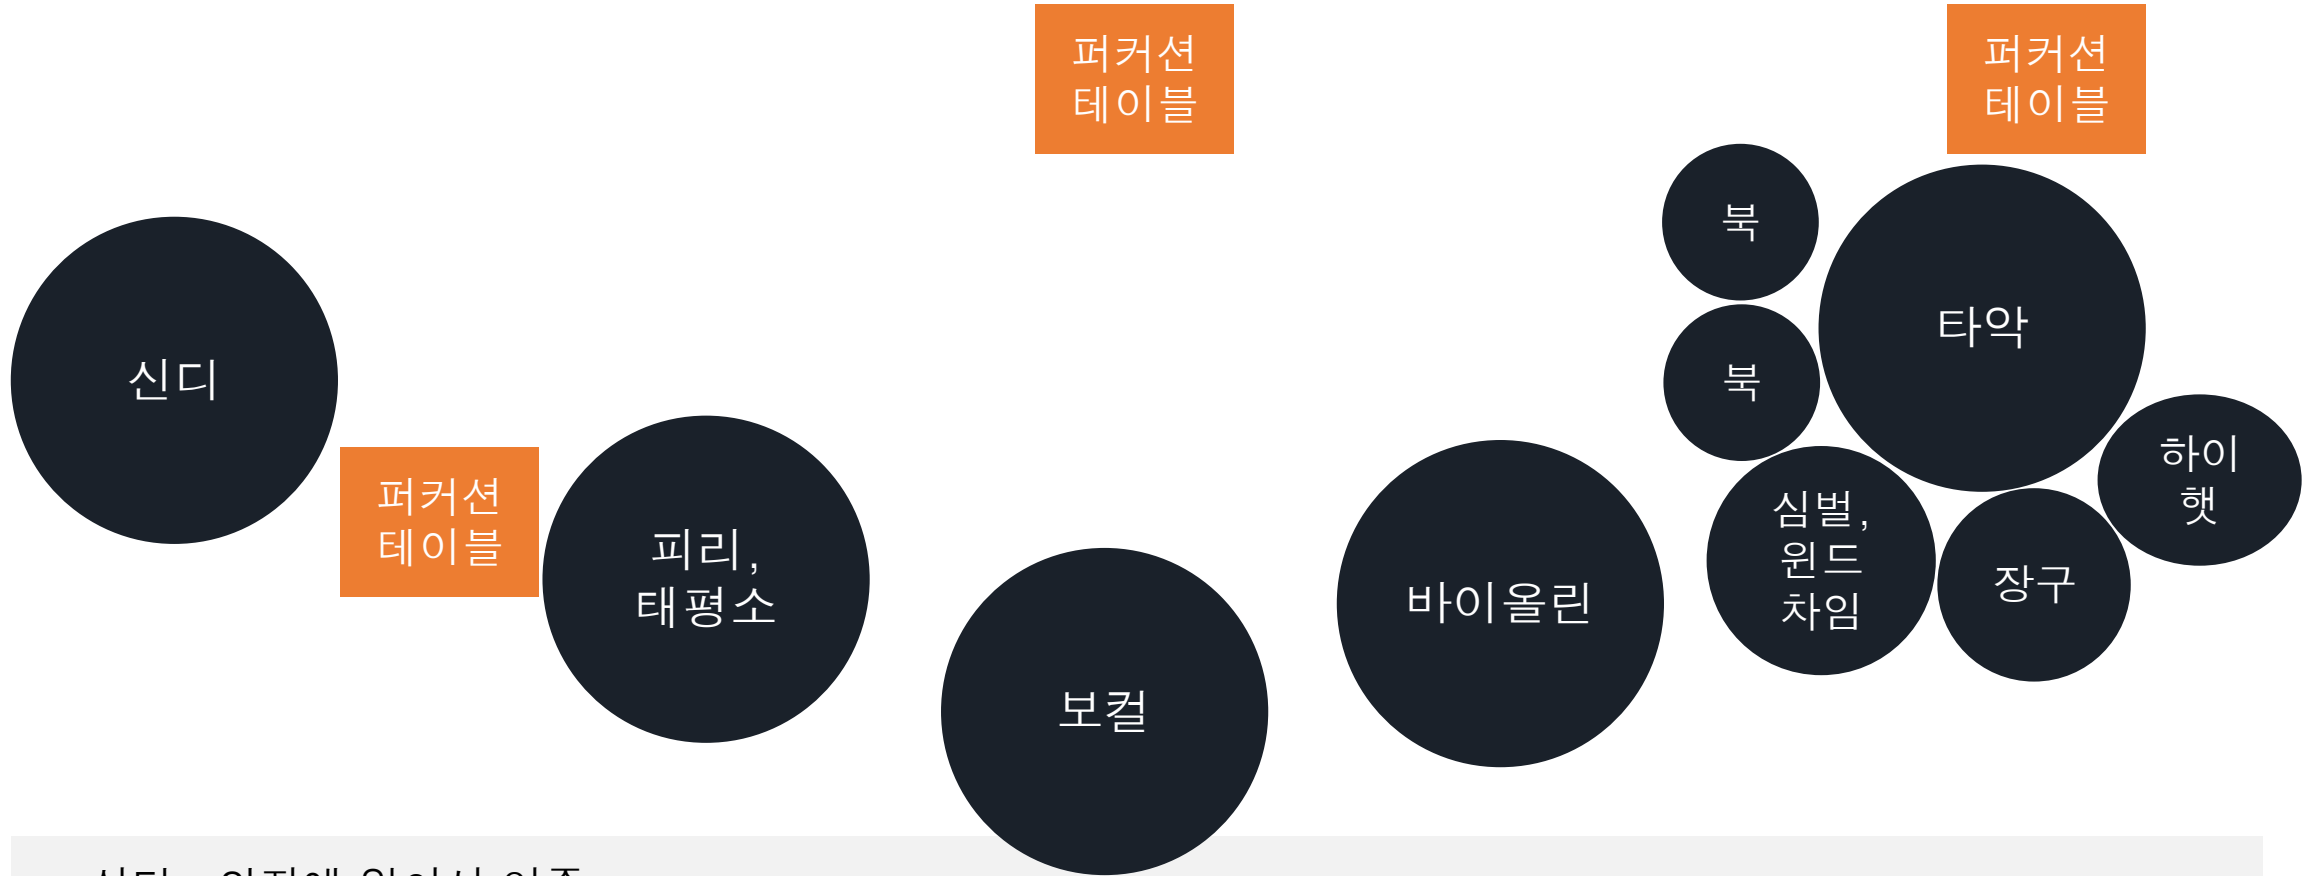 퍼커션
테이블
퍼커션
테이블
북
타악
신디
북
하이
햇
퍼커션
테이블
심벌,
윈드
차임
피리,
태평소
장구
바이올린
보컬